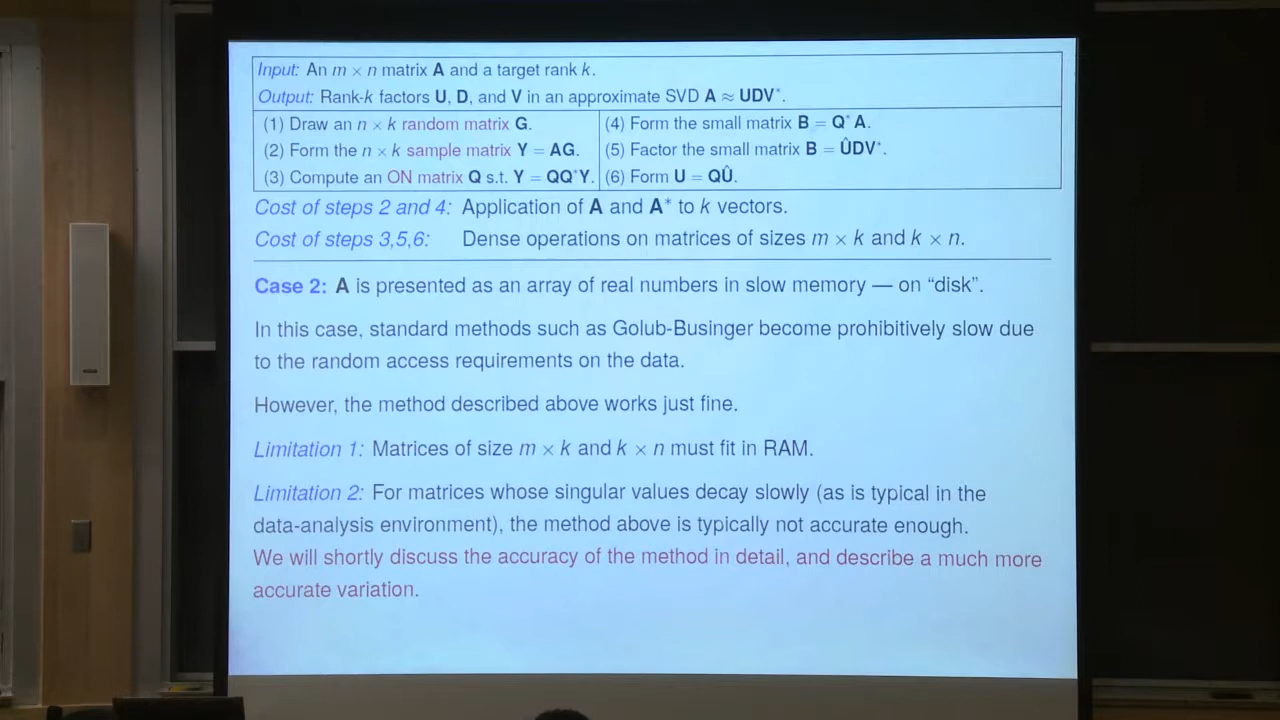 Input: An m × n matrix A and a target rank k.
Output: Rank-k factors U, D, and V in an approximate SVD A ≈ UDV*.
(1) Draw an n × k random matrix G.
(2) Form the n × k sample matrix Y = AG.
(3) Compute an ON matrix Q s.t. Y = QQ*Y.
(4) Form the small matrix B = Q* A.
(5) Factor the small matrix B = ÛDV*.
(6) Form U = QÛ.
Cost of steps 2 and 4: Application of A and A* to k vectors.
Cost of steps 3,5,6: Dense operations on matrices of sizes m × k and k × n.
Case 2: A is presented as an array of real numbers in slow memory — on “disk”.
In this case, standard methods such as Golub-Businger become prohibitively slow due
to the random access requirements on the data.
However, the method described above works just fine.
Limitation 1: Matrices of size m × k and k × n must fit in RAM.
Limitation 2: For matrices whose singular values decay slowly (as is typical in the
data-analysis environment), the method above is typically not accurate enough.
We will shortly discuss the accuracy of the method in detail, and describe a much more
accurate variation.